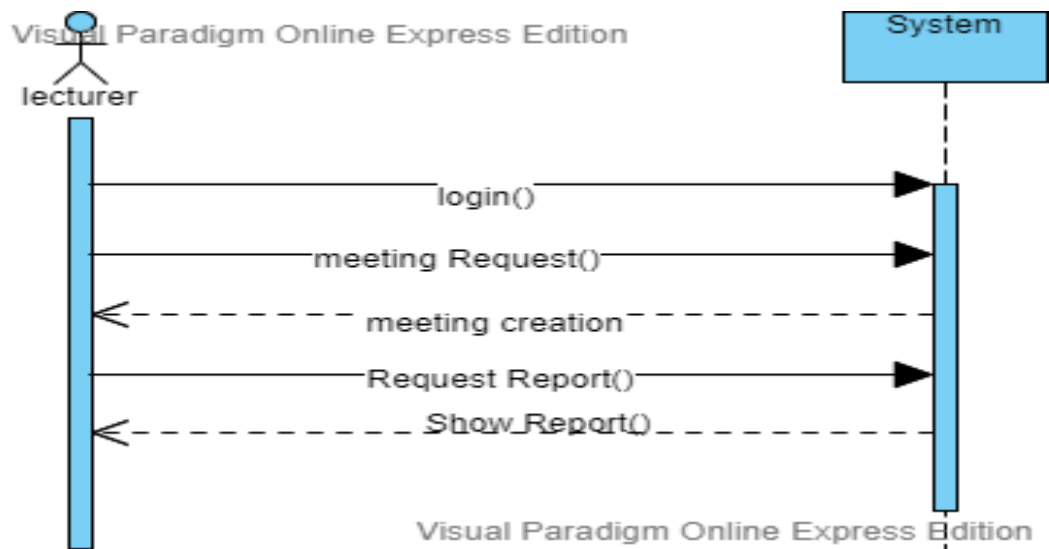 Visual Paradigm Online Express Edition
System
lecturer
login()
meeting Request()
meeting creation
Request Report()
Show Report()
Visual Paradigm Online Express Edition